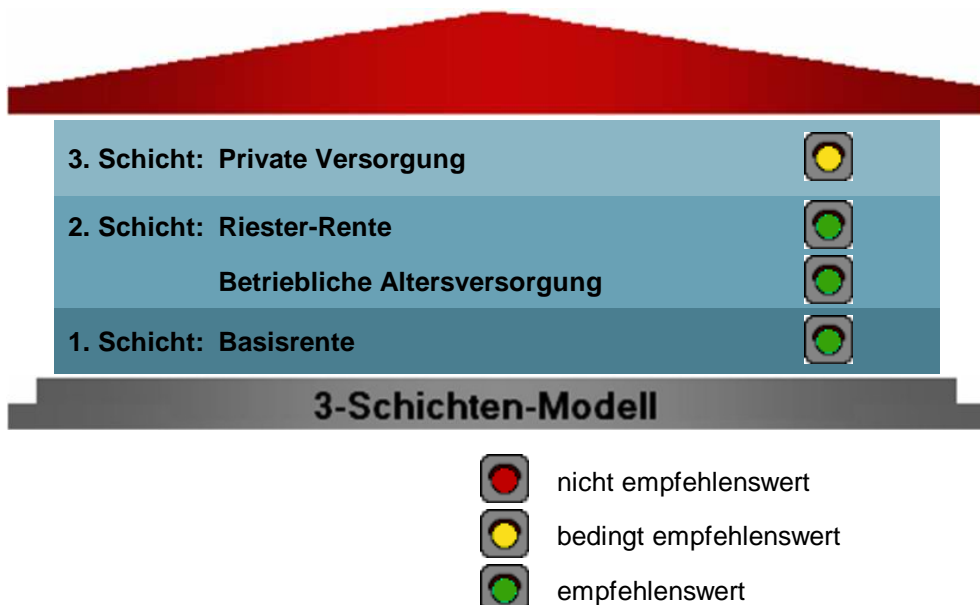 3. Schicht: Private Versorgung
2. Schicht: Riester-Rente
Betriebliche Altersversorgung
1. Schicht: Basisrente
3-Schichten-Modell
nicht empfehlenswert
bedingt empfehlenswert
empfehlenswert